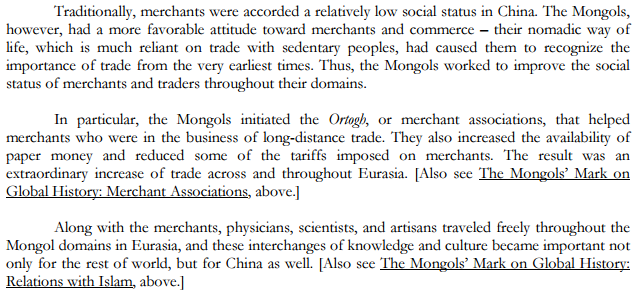 Traditionally, merchants were accorded a relatively low social status in China. The Mongols,
however, had a more favorable attitude toward merchants and commerce – their nomadic way of
life, which is much reliant on trade with sedentary peoples, had caused them to recognize the
importance of trade from the very earliest times. Thus, the Mongols worked to improve the social
status of merchants and traders throughout their domains.
In particular, the Mongols initiated the Ortogh, or merchant associations, that helped
merchants who were in the business of long-distance trade. They also increased the availability of
paper money and reduced some of the tariffs imposed on merchants. The result was an
extraordinary increase of trade across and throughout Eurasia. [Also see The Mongols’ Mark on
Global History: Merchant Associations, above.]
Along with the merchants, physicians, scientists, and artisans traveled freely throughout the
Mongol domains in Eurasia, and these interchanges of knowledge and culture became important not
only for the rest of world, but for China as well. [Also see The Mongols’ Mark on Global History:
Relations with Islam, above.]